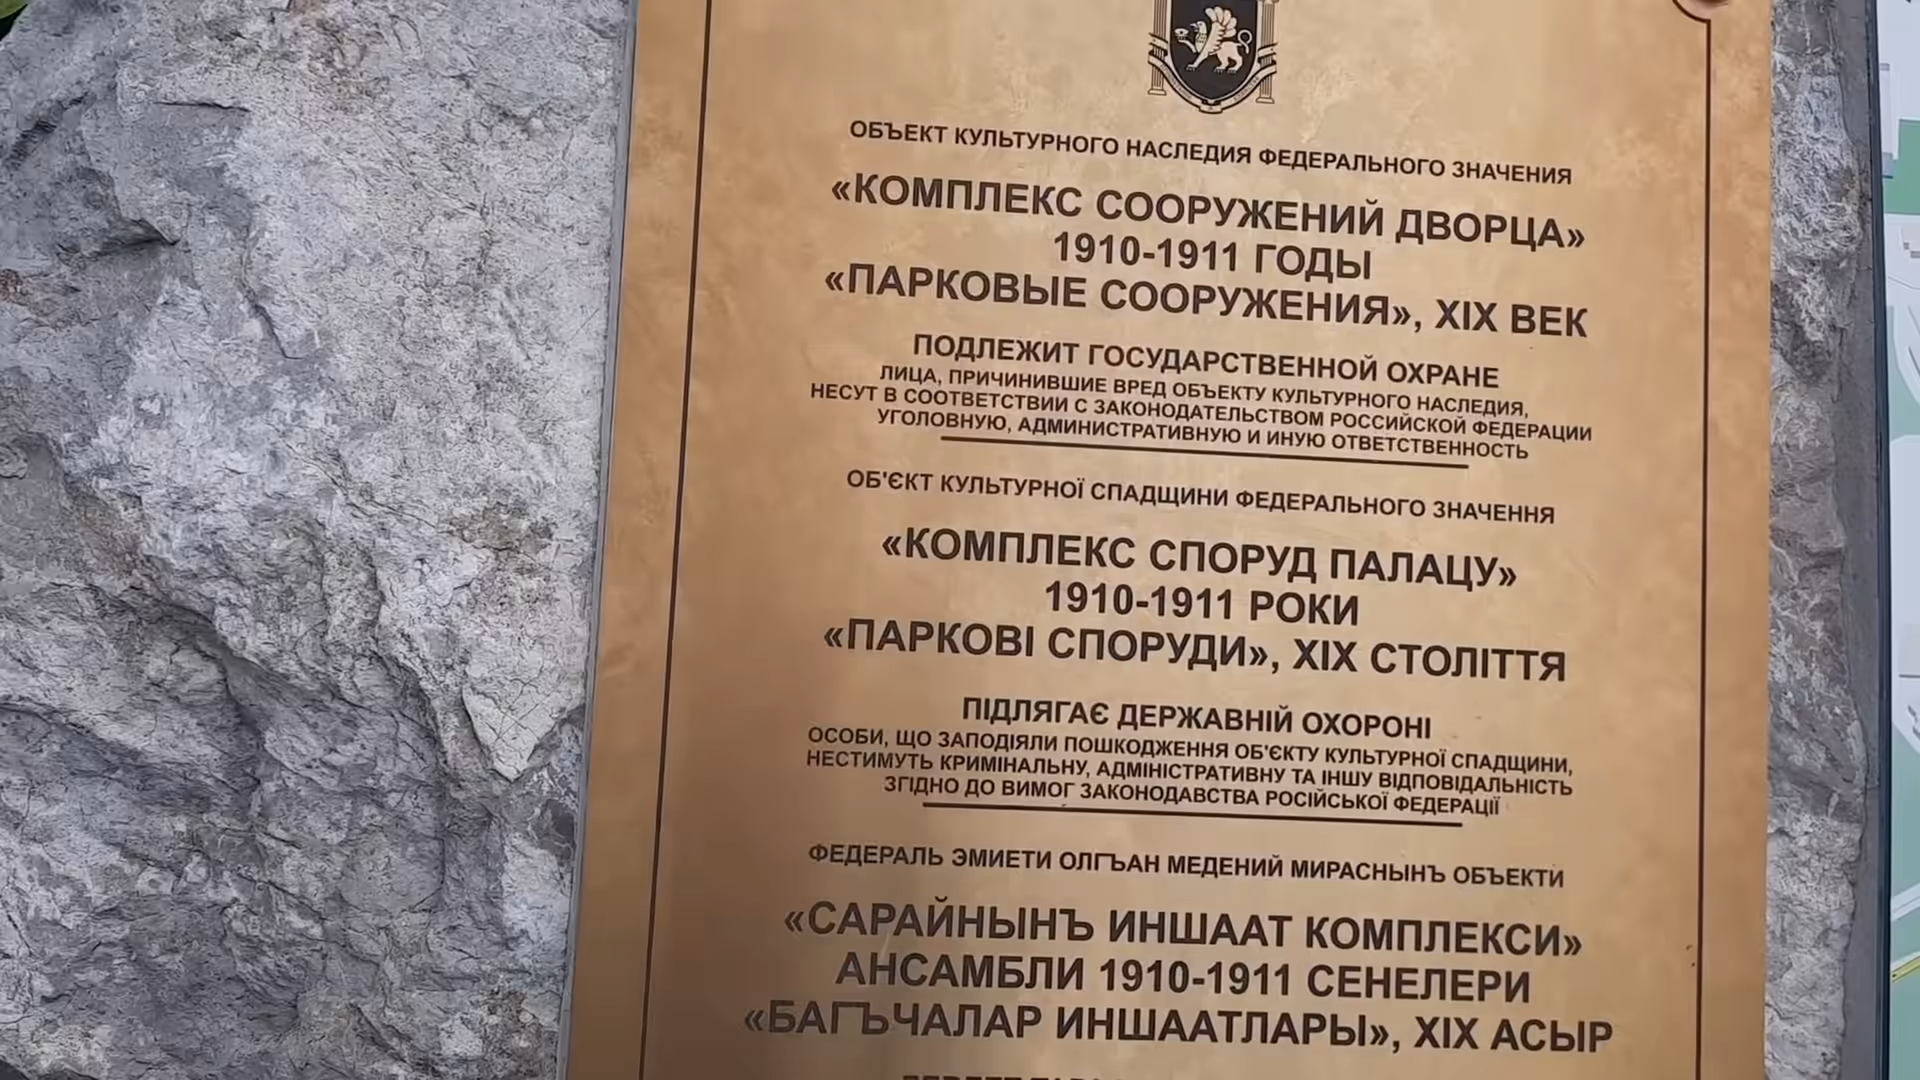 ОБЪЕКТ КУЛЬТУРНОГО НАСЛЕДИЯ ФЕДЕРАЛЬНОГО ЗНАЧЕНИЯ
«КОМПЛЕКС СООРУЖЕНИЙ ДВОРЦА»
1910-1911 ГОДЫ
«ПАРКОВЫЕ СООРУЖЕНИЯ», XIX ВЕК
ПОДЛЕЖИТ ГОСУДАРСТВЕННОЙ ОХРАНЕ
ЛИЦА, ПРИЧИНИВШИЕ ВРЕД ОБЪЕКТУ КУЛЬТУРНОГО НАСЛЕДИЯ,
НЕСУТ В СООТВЕТСТВИИ С ЗАКОНОДАТЕЛЬСТВОМ РОССИЙСКОЙ ФЕДЕРАЦИИ
УГОЛОВНУЮ, АДМИНИСТРАТИВНУЮ И ИНУЮ ОТВЕТСТВЕННОСТЬ
ОБ'ЄКТ КУЛЬТУРНОЇ СПАДЩИНИ ФЕДЕРАЛЬНОГО ЗНАЧЕННЯ
«КОМПЛЕКС СПОРУД ПАЛАЦУ»
1910-1911 РОКИ
«ПАРКОВІ СПОРУДИ», XIX СТОЛІТТЯ
ПІДЛЯГАЄ ДЕРЖАВНІЙ ОХОРОНІ
ОСОБИ, ЩО ЗАПОДІЯЛИ ПОШКОДЖЕННЯ ОБ'ЄКТУ КУЛЬТУРНОЇ СПАДЩИНИ,
НЕСТИМУТЬ КРИМІНАЛЬНУ, АДМІНІСТРАТИВНУ ТА ІНШУ ВІДПОВІДАЛЬНІСТЬ
ЗГІДНО ДО ВИМОГ ЗАКОНОДАВСТВА РОСІЙСЬКОЇ ФЕДЕРАЦІЇ
ФЕДЕРАЛЬ ЭМИЕТИ ОЛГЪАН МЕДЕНИЙ МИРАСНЫНЪ ОБЪЕКТИ
«САРАЙНЫНЪ ИНШААТ КОМПЛЕКСИ»
АНСАМБЛИ 1910-1911 СЕНЕЛЕРИ
«БАГЪЧАЛАР ИНШААТЛАРЫ», XIX АСЫР